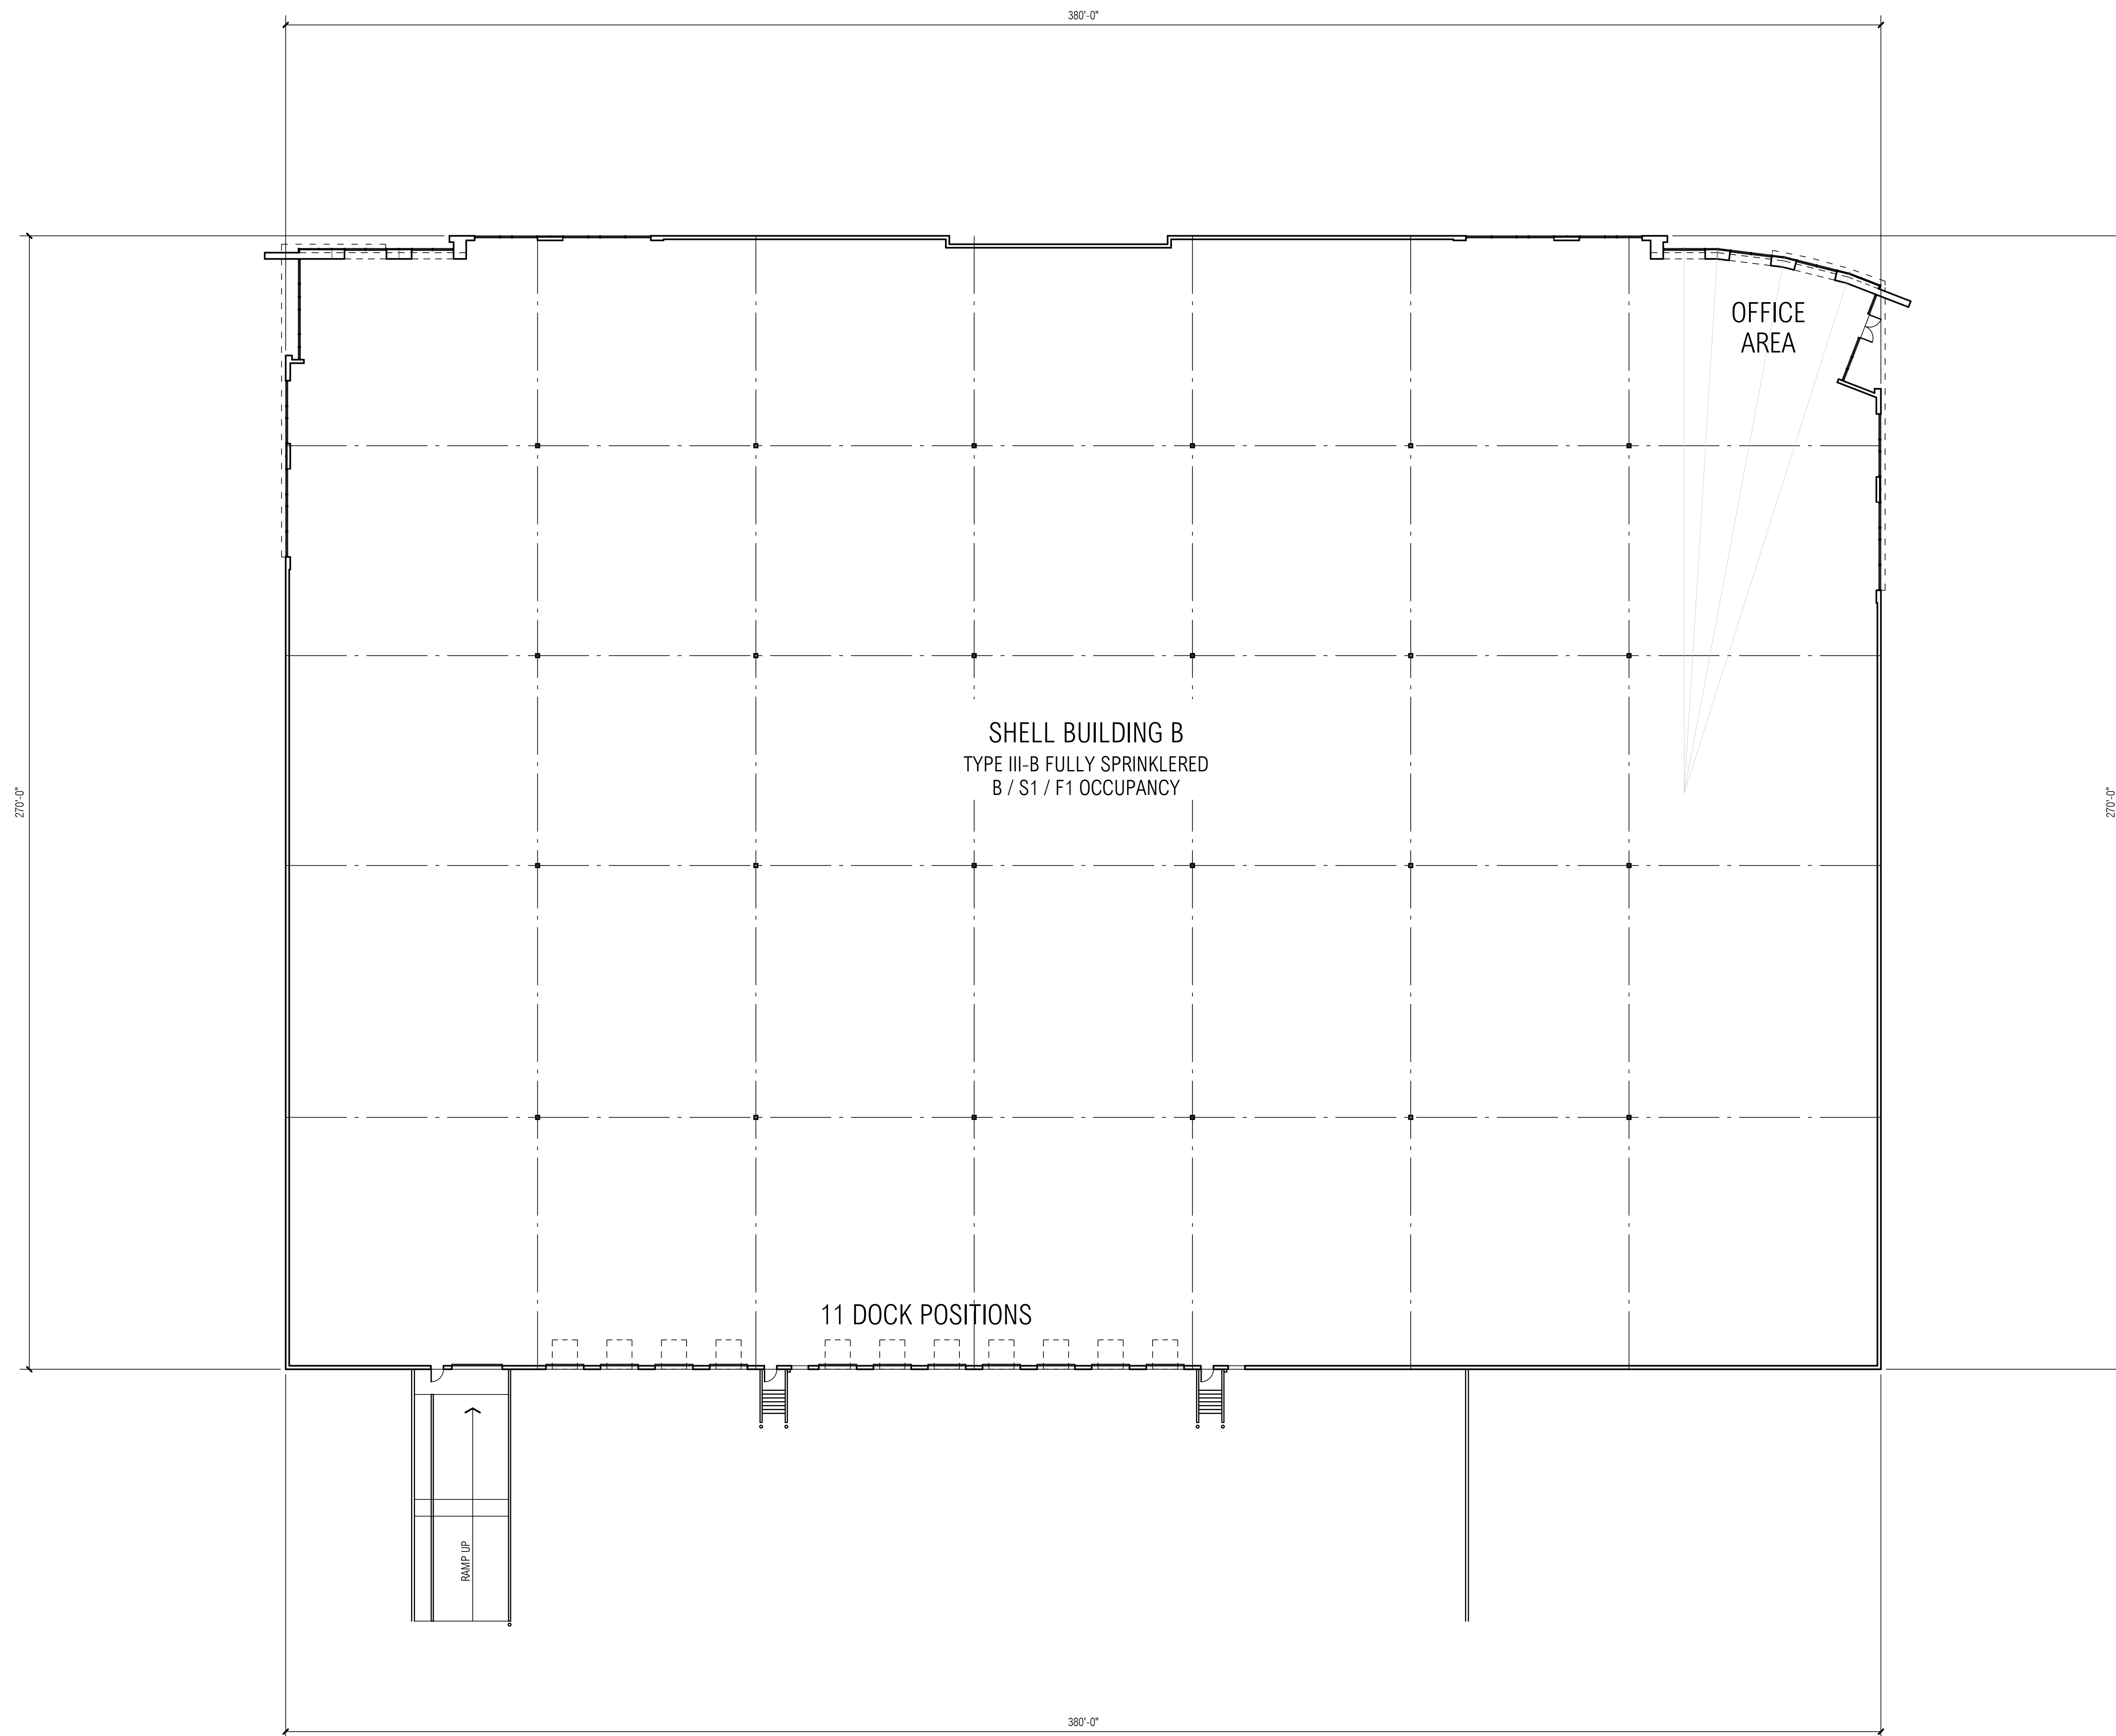 380'-0"
OFFICE
AREA
SHELL BUILDING B
TYPE III-B FULLY SPRINKLERED
B / S1 / F1 OCCUPANCY
270'-0"
270'-0"
11 DOCK POSITIONS
RAMP UP
380'-0"